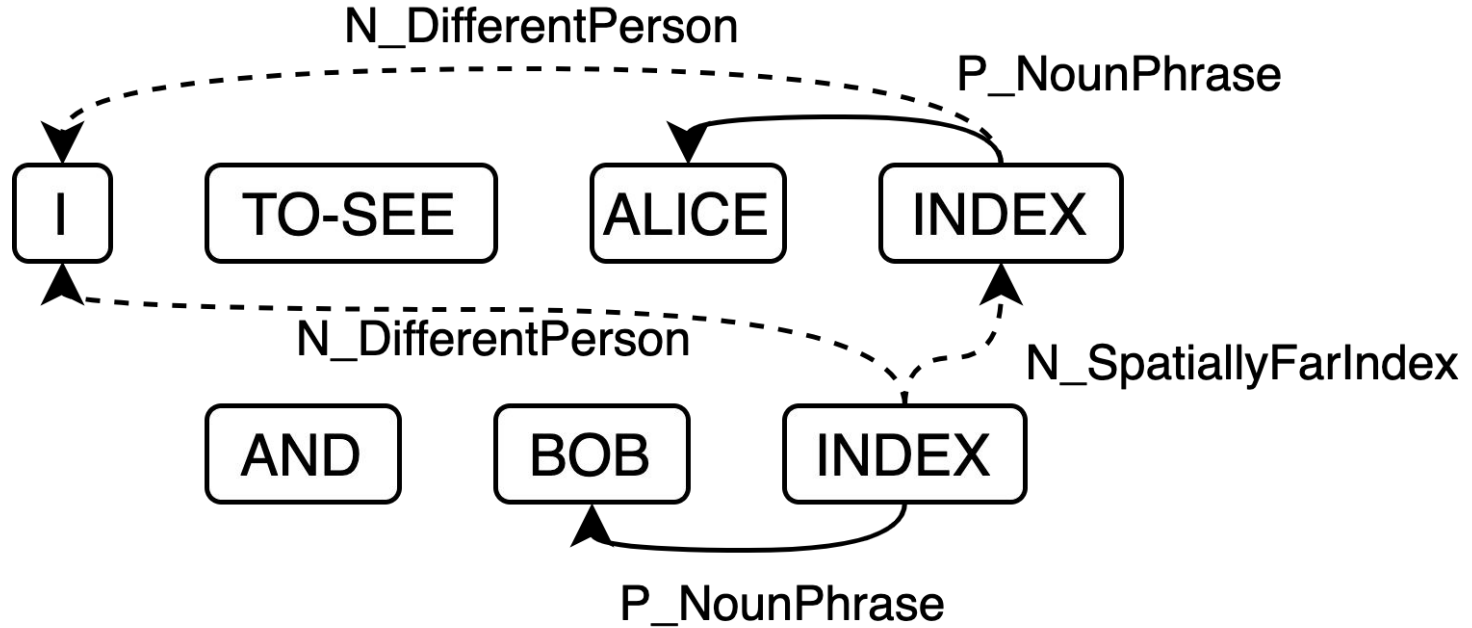 N_DifferentPerson
P_NounPhrase
I TO-SEE ALICE INDEX
N_DifferentPerson
N_SpatiallyFarIndex
AND BOB INDEX
P_NounPhrase